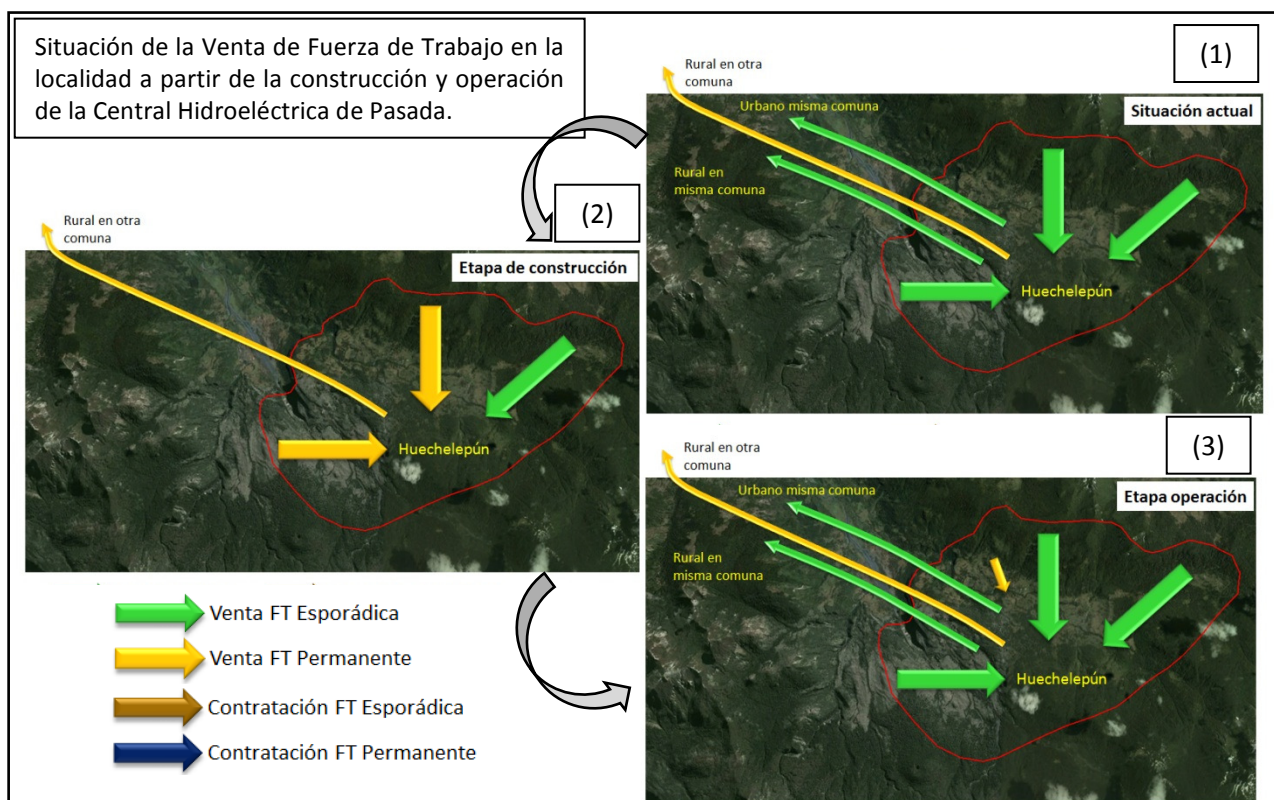 Situación de la Venta de Fuerza de Trabajo en la
localidad a partir de la construcción y operación
de la Central Hidroeléctrica de Pasada.
(1)
Rural en otra
comuna
Urbano misma comuna
Situación actual
Rural en
misma comuna
Huechelepún
(2)
Rural en otra
comuna
Etapa de construcción
Huechelepún
(3)
Rural en otra
comuna
Urbano misma comuna
Etapa operación
Rural en
misma comuna
Huechelepún
Venta FT Esporádica
Venta FT Permanente
Contratación FT Esporádica
Contratación FT Permanente